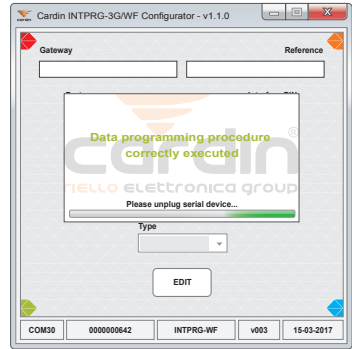 Cardin INTPRG-3G/WF Configurator - v1.1.0
Gateway Reference
Data programming procedure
correctly executed
cardin®
RIELLO ELettronica group
Please unplug serial device...
Type
EDIT
COM30 0000000642 INTPRG-WF v003 15-03-2017